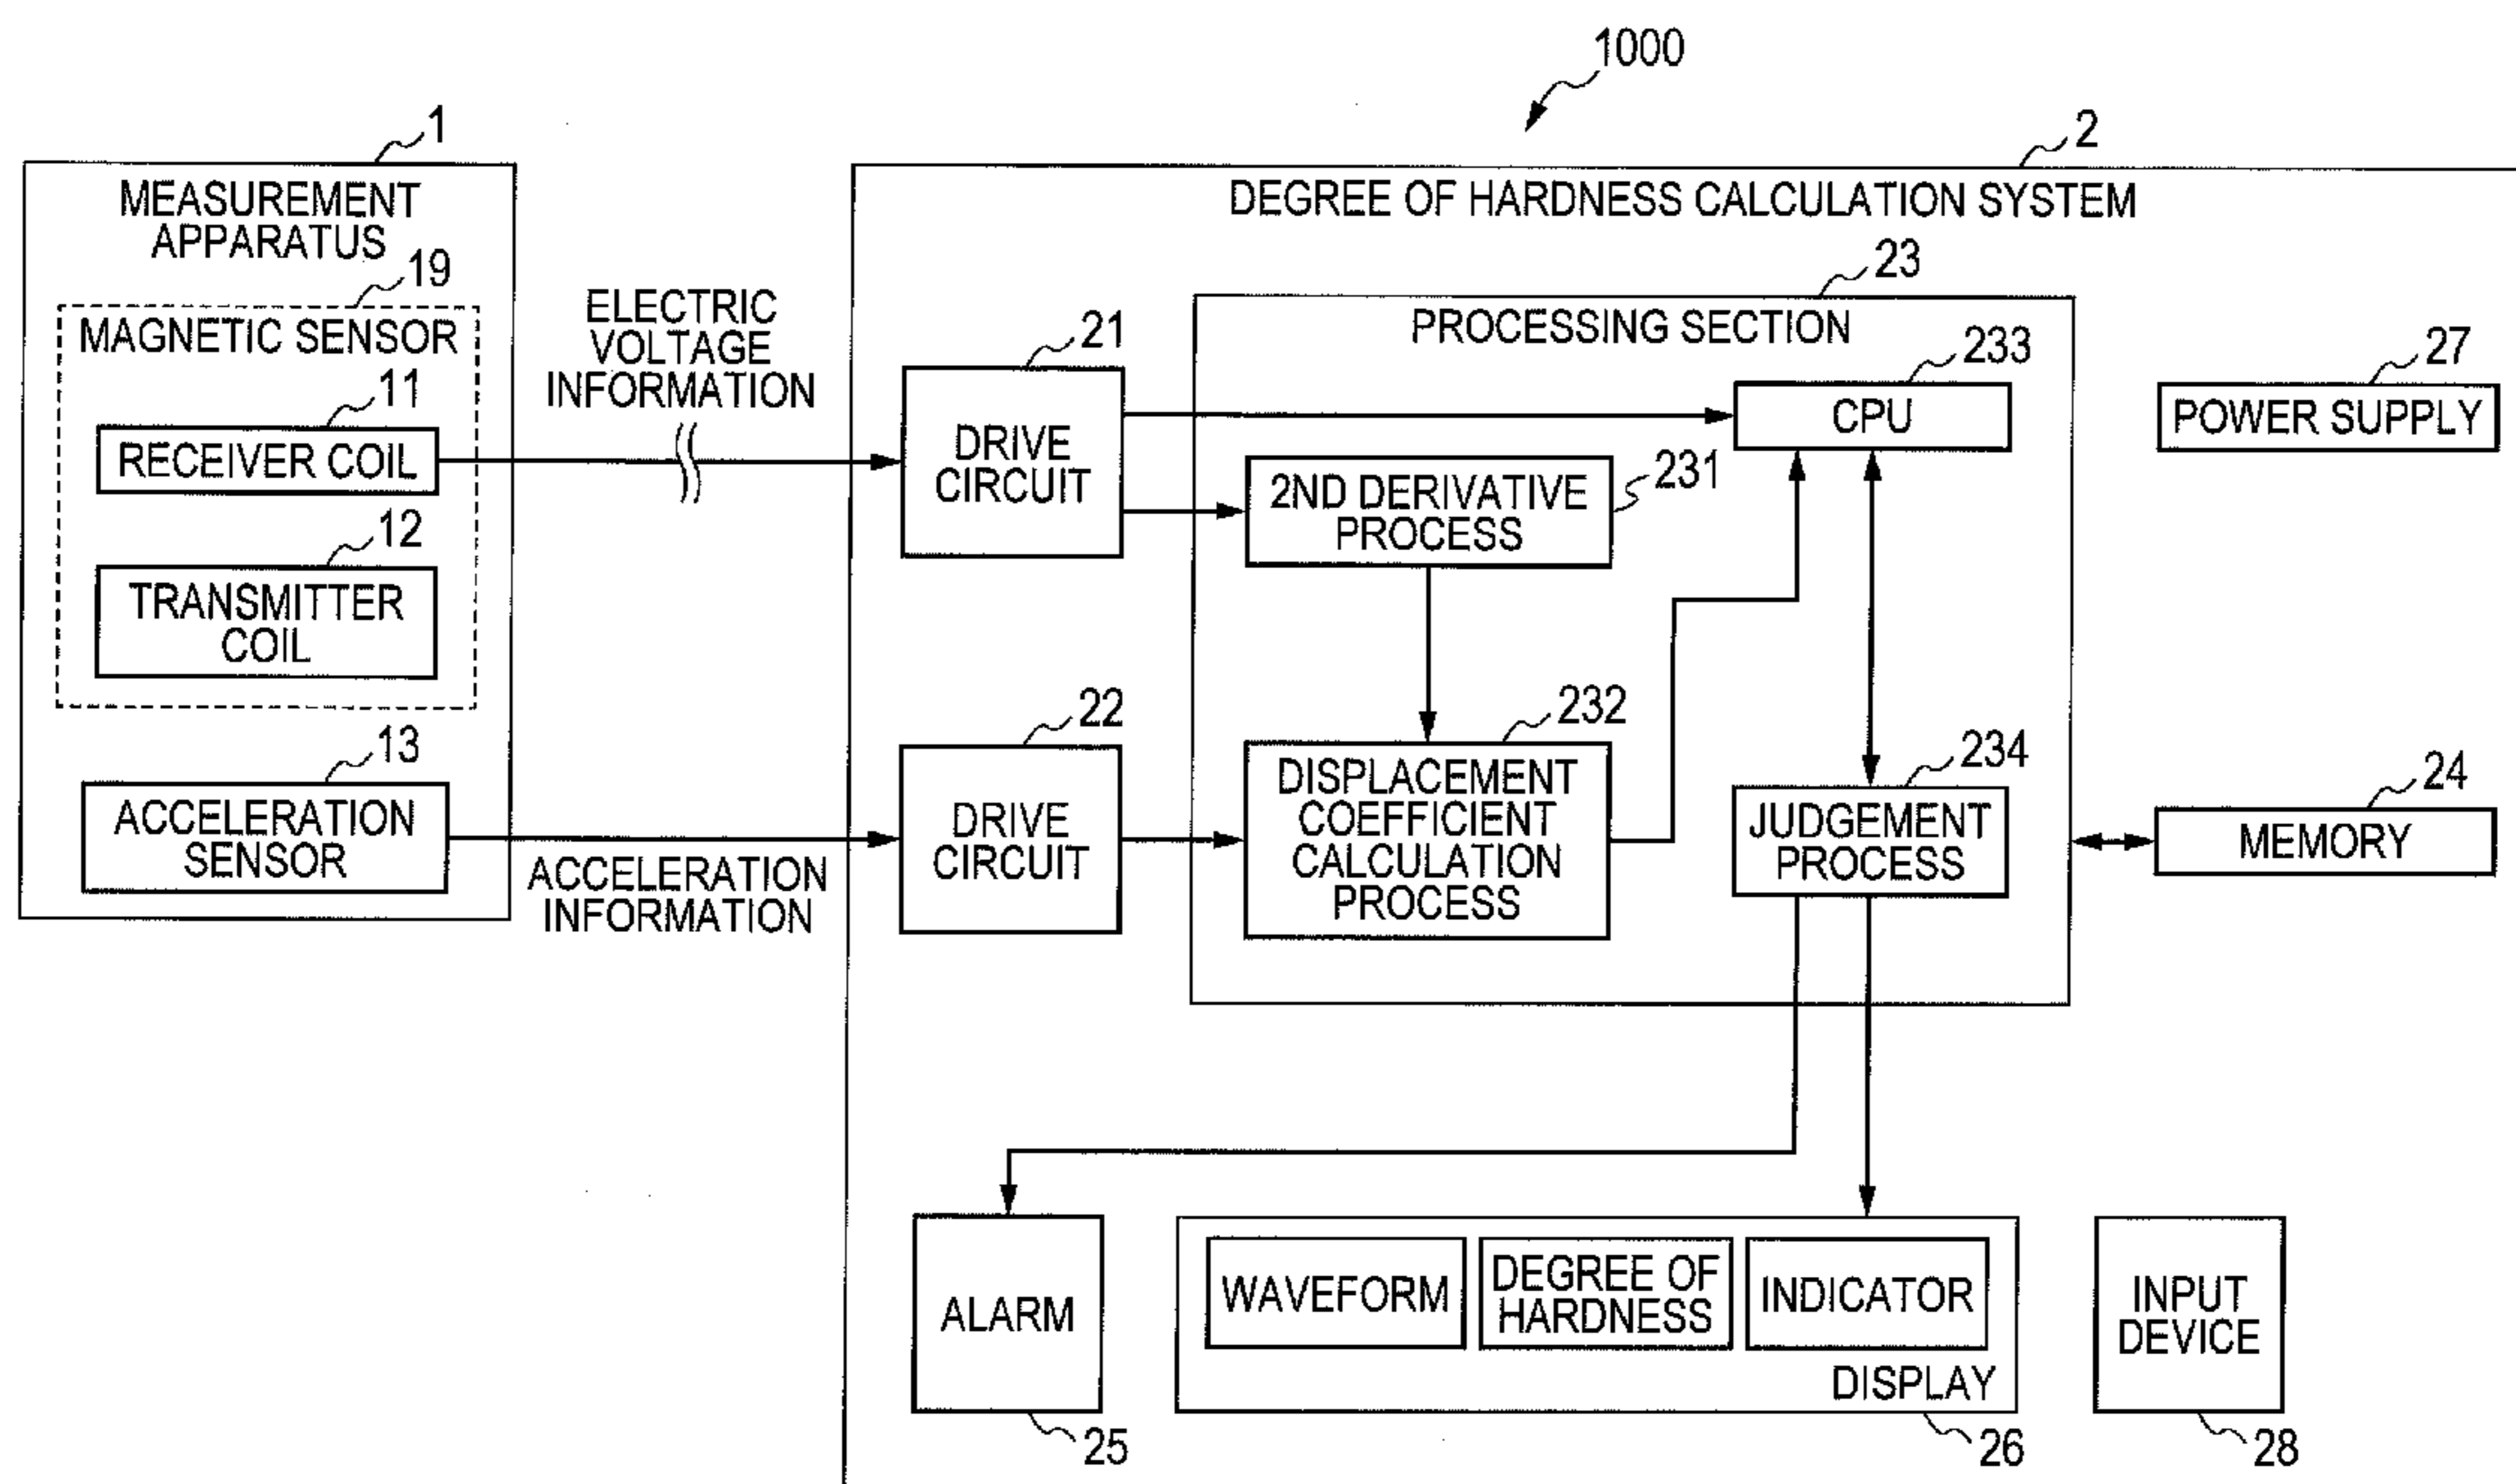 1000
1
2
MEASUREMENT
APPARATUS
DEGREE OF HARDNESS CALCULATION SYSTEM
19
MAGNETIC SENSOR
11
RECEIVER COIL
12
TRANSMITTER
COIL
13
ACCELERATION
SENSOR
ELECTRIC
VOLTAGE
INFORMATION
ACCELERATION
INFORMATION
21
DRIVE
CIRCUIT
22
DRIVE
CIRCUIT
23
PROCESSING SECTION
233
CPU
231
2ND DERIVATIVE
PROCESS
232
DISPLACEMENT
COEFFICIENT
CALCULATION
PROCESS
234
JUDGEMENT
PROCESS
27
POWER SUPPLY
24
MEMORY
ALARM
25
WAVEFORM
DEGREE OF
HARDNESS
INDICATOR
DISPLAY
26
INPUT
DEVICE
28